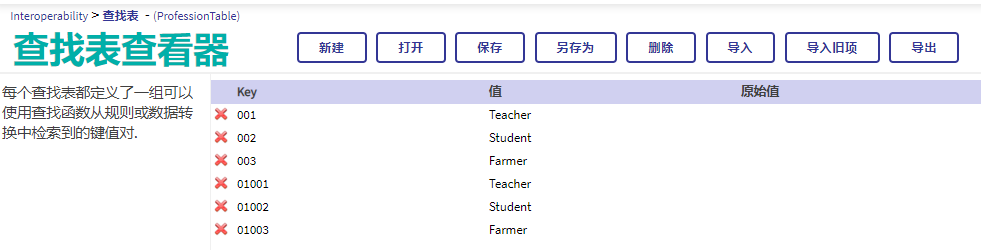 Interoperability > 查找表 - (ProfessionTable)
查找表查看器
新建 打开 保存 另存为 删除 导入 导入旧项 导出
每个查找表都定义了一组可以
使用查找函数从规则或数据转
换中检索到的键值对.
Key 值 原始值
001 Teacher
002 Student
003 Farmer
01001 Teacher
01002 Student
01003 Farmer